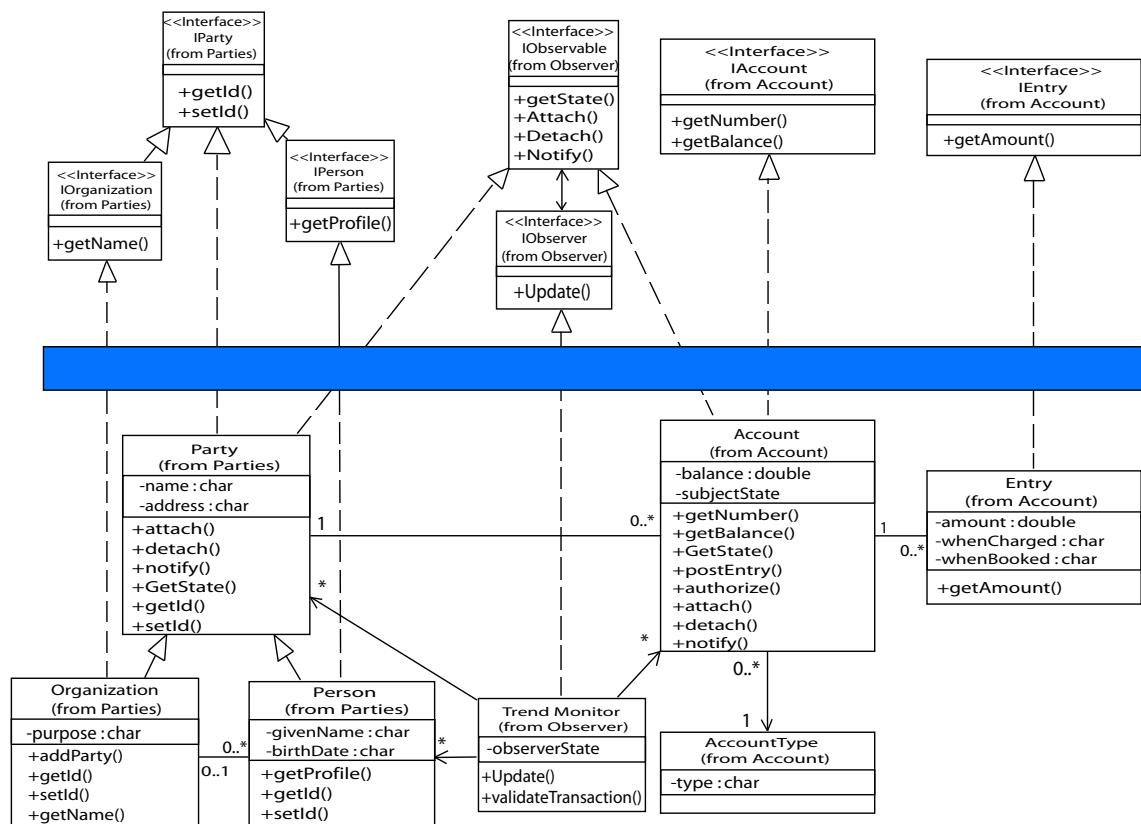 <<Interface>>
IParty
(from Parties)
+getId()
+setId()
<<Interface>>
IObservable
(from Observer)
+getState()
+Attach()
+Detach()
+Notify()
<<Interface>>
IAccount
(from Account)
+getNumber()
+getBalance()
<<Interface>>
IEntry
(from Account)
+getAmount()
<<Interface>>
IOrganization
(from Parties)
+getName()
<<Interface>>
IPerson
(from Parties)
+getProfile()
<<Interface>>
IObserver
(from Observer)
+Update()
Party
(from Parties)
-name : char
-address : char
+attach()
+detach()
+notify()
+GetState()
+getId()
+setId()
1
0..*
*
Account
(from Account)
-balance : double
-subjectState
+getNumber()
+getBalance()
+GetState()
+postEntry()
+authorize()
+attach()
+detach()
+notify()
1
0..*
Entry
(from Account)
-amount : double
-whenCharged : char
-whenBooked : char
+getAmount()
*
0..*
1
Organization
(from Parties)
-purpose : char
+addParty()
+getId()
+setId()
+getName()
0..*
0..1
Person
(from Parties)
-givenName : char
-birthDate : char
+getProfile()
+getId()
+setId()
*
Trend Monitor
(from Observer)
-observerState
+Update()
+validateTransaction()
AccountType
(from Account)
-type : char